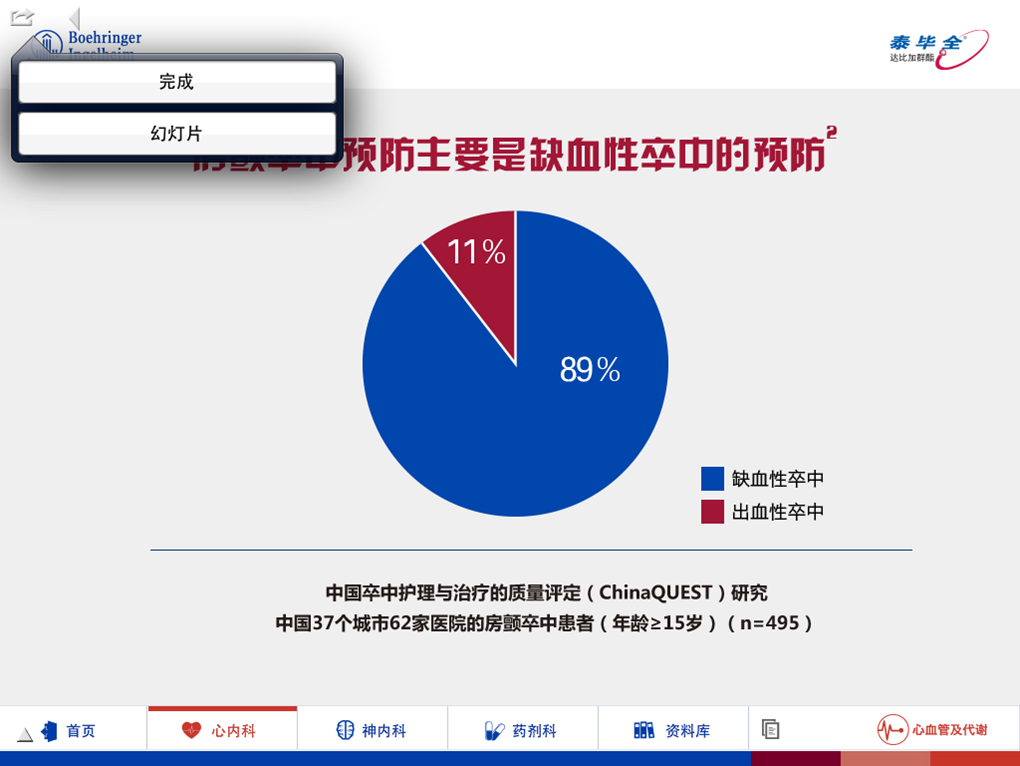 Boehringer
Ingelheim
泰毕全
达比加群酯
完成
幻灯片
房颤卒中预防主要是缺血性卒中的预防²
11%
89%
缺血性卒中
出血性卒中
中国卒中护理与治疗的质量评定（ChinaQUEST）研究
中国37个城市62家医院的房颤卒中患者（年龄≥15岁）（n=495）
首页
心内科
神内科
药剂科
资料库
心血管及代谢